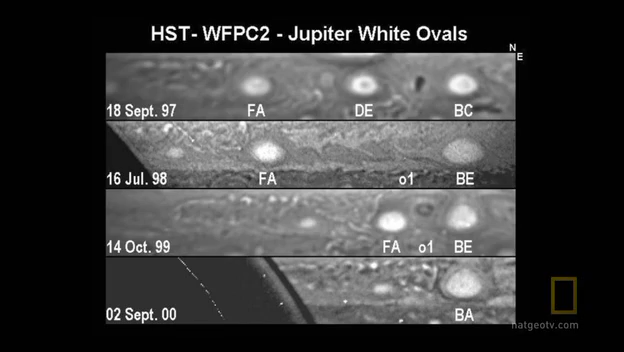 HST- WFPC2 - Jupiter White Ovals
N
E
18 Sept. 97 FA DE BC
16 Jul. 98 FA o1 BE
14 Oct. 99 FA o1 BE
02 Sept. 00 BA
natgeotv.com